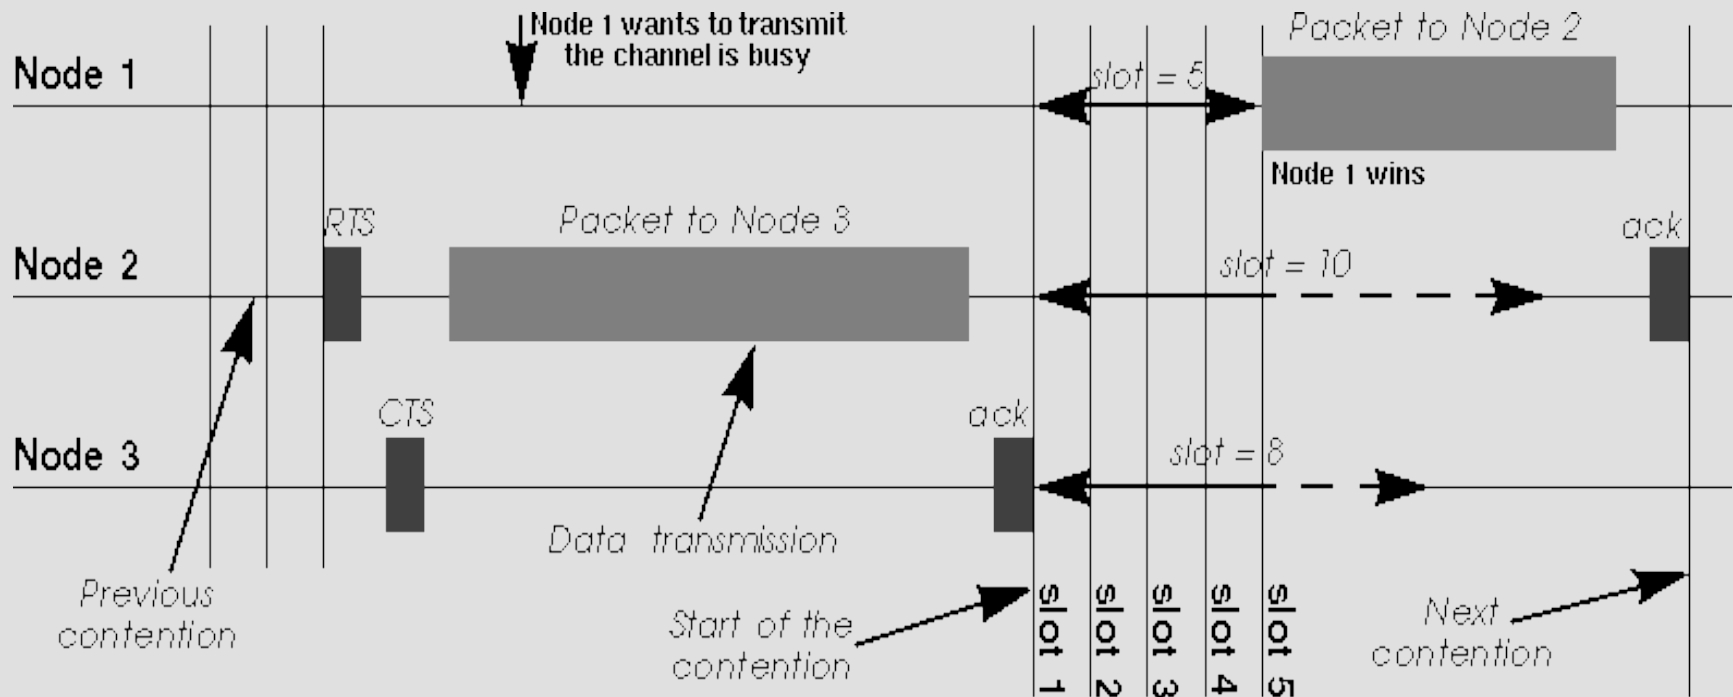 Node 1 wants to transmit
the channel is busy
Packet to Node 2
Node 1
slot = 5
Node 1 wins
RTS
Packet to Node 3
ack
Node 2
slot = 10
CTS
ack
Node 3
slot = 8
Data transmission
Previous
contention
Start of the
contention
slot 1
slot 2
slot 3
slot 4
slot 5
Next
contention